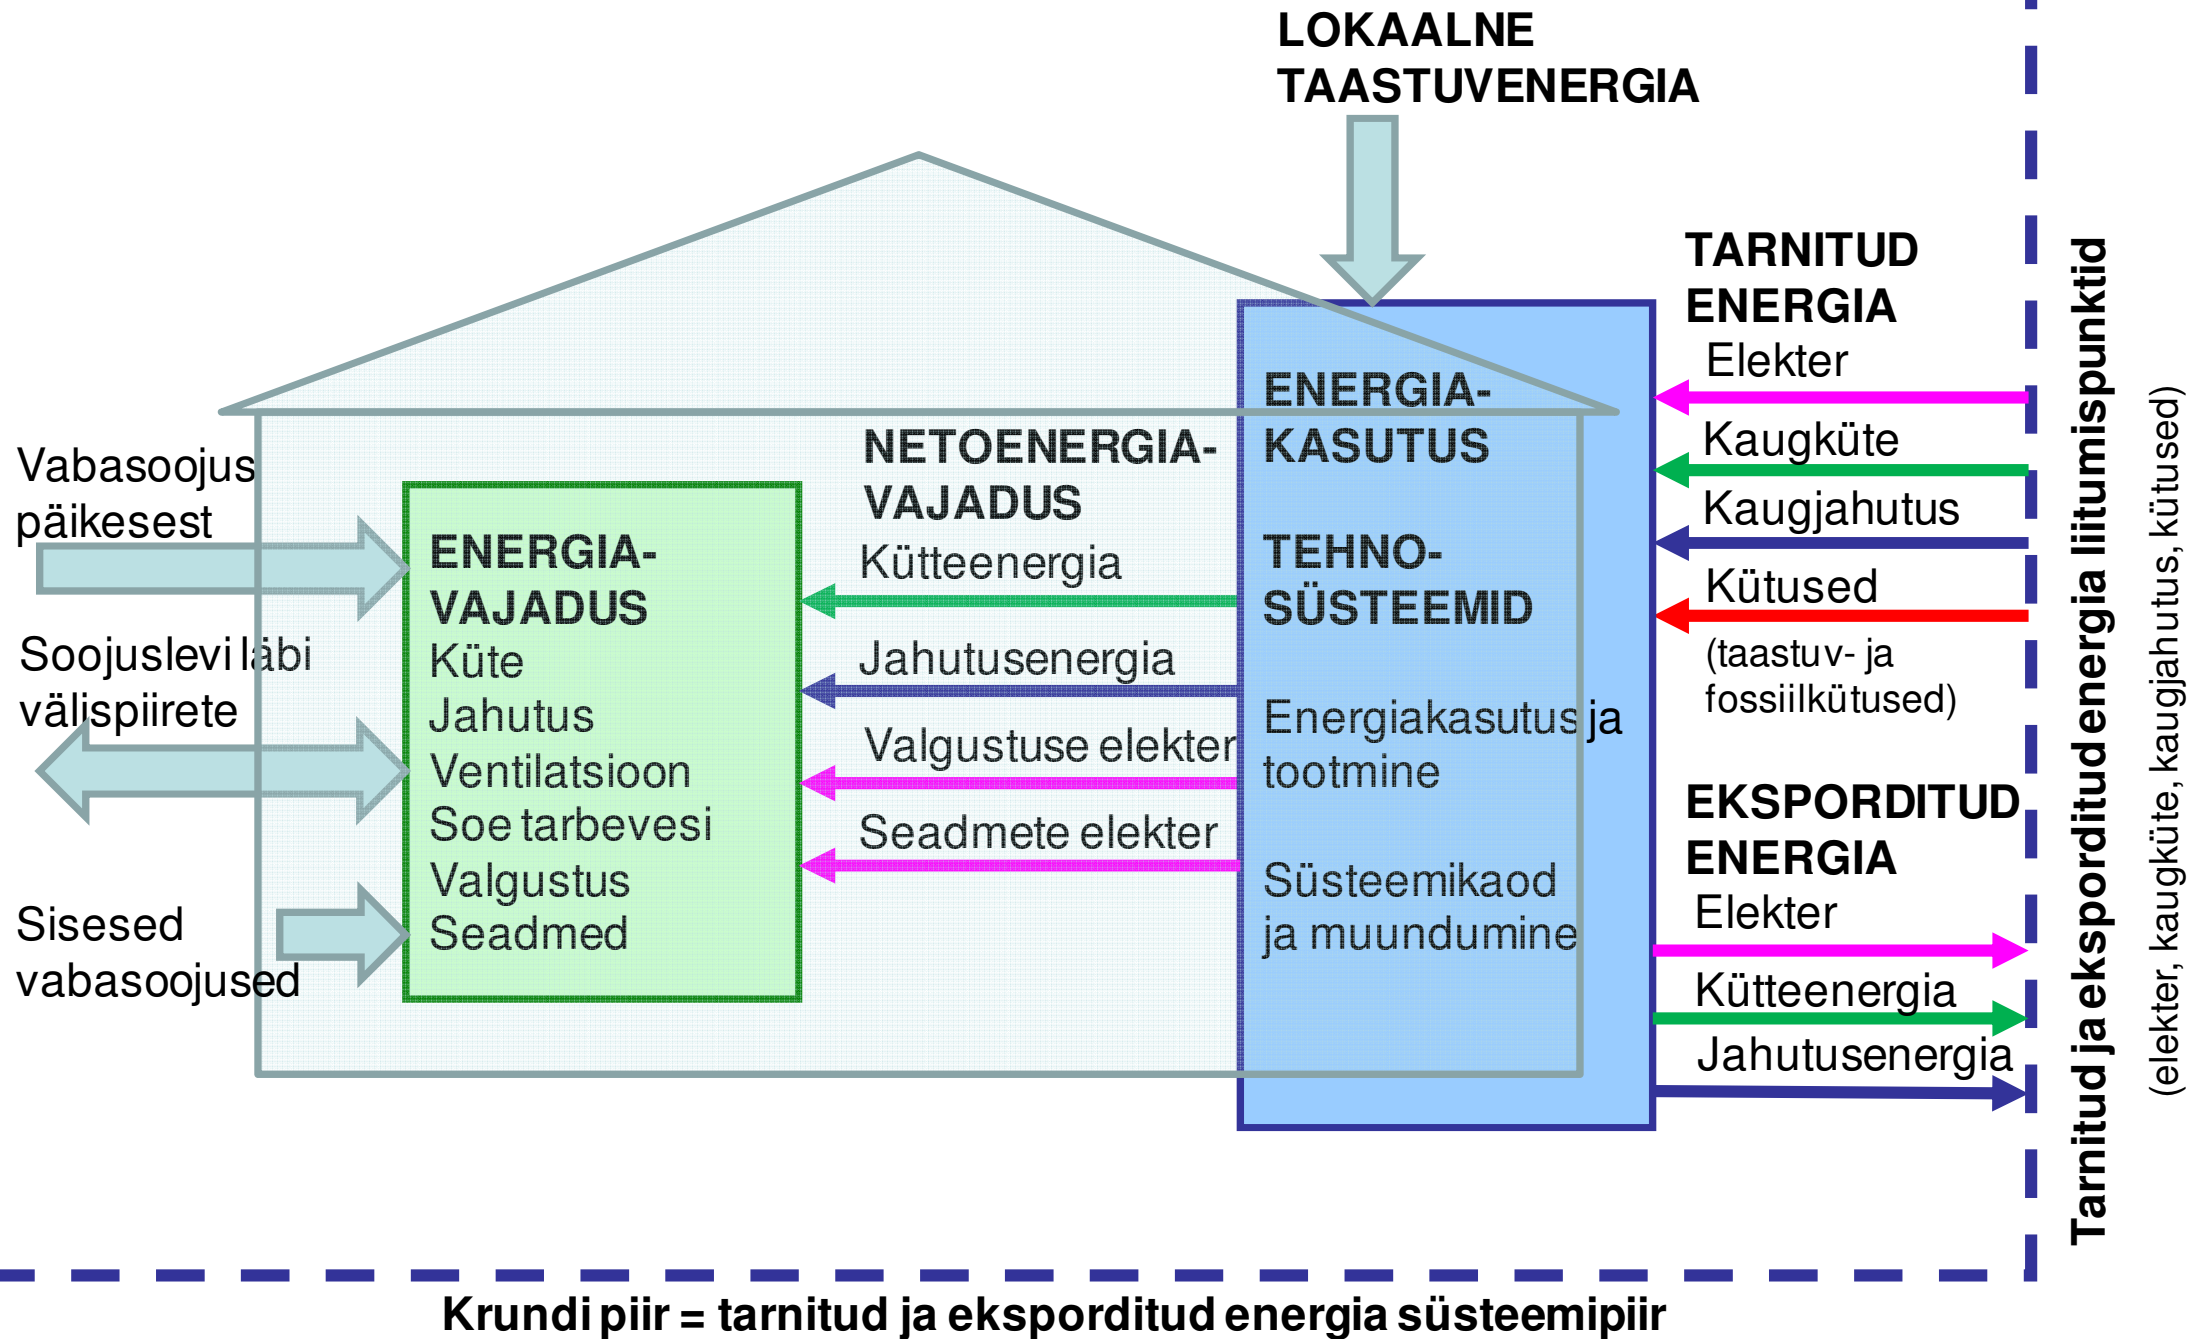 LOKAALNE
TAASTUVENERGIA
Vabasoojus
päikesest
Soojuslevi läbi
välispiirete
Sisesed
vabasoojused
ENERGIA-
VAJADUS
Küte
Jahutus
Ventilatsioon
Soe tarbevesi
Valgustus
Seadmed
NETOENERGIA-
VAJADUS
Kütteenergia
Jahutusenergia
Valgustuse elekter
Seadmete elekter
ENERGIA-
KASUTUS
TEHNO-
SÜSTEEMID
Energiakasutus ja
tootmine
Süsteemikaod
ja muundumine
TARNITUD
ENERGIA
Elekter
Kaugküte
Kaugjahutus
Kütused
(taastuv- ja
fossiilkütused)
EKSPORDITUD
ENERGIA
Elekter
Kütteenergia
Jahutusenergia
Tarnitud ja eksporditud energia liitumispunktid
(elekter, kaugküte, kaugjahutus, kütused)
Krundi piir = tarnitud ja eksporditud energia süsteemipiir